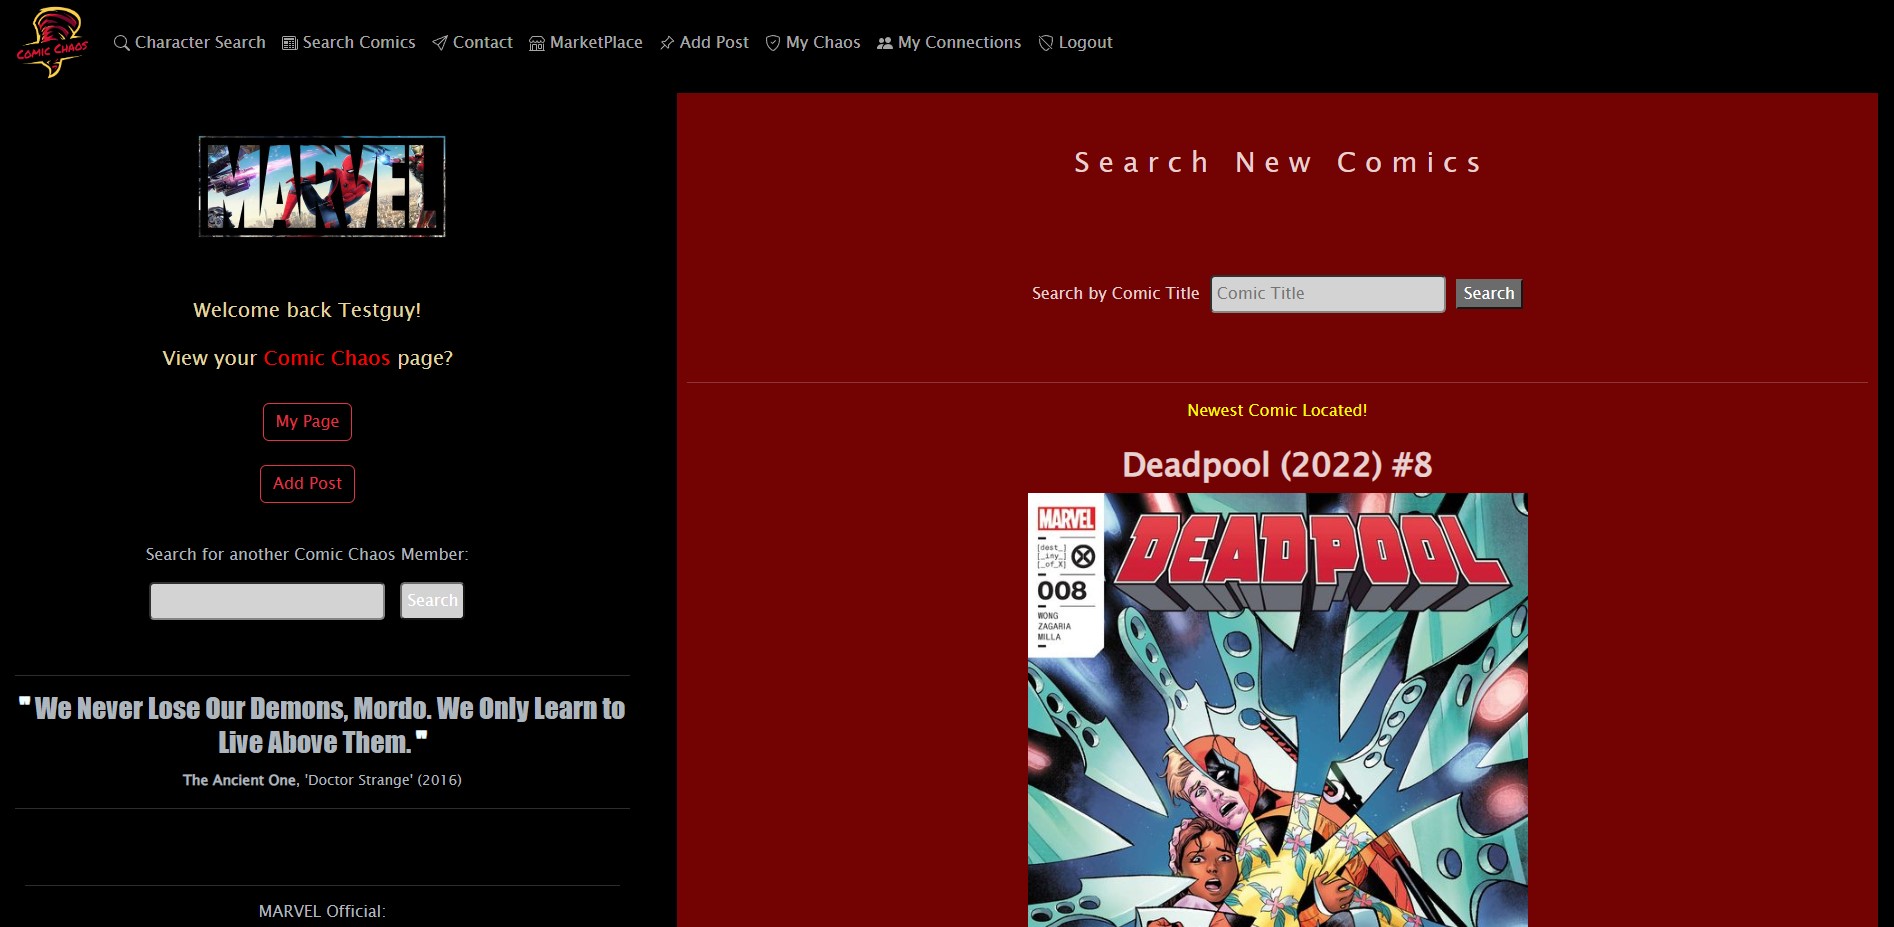 COMIC CHAOS
Character Search Search Comics Contact MarketPlace Add Post My Chaos My Connections Logout
MARVEL
Welcome back Testguy!
View your Comic Chaos page?
My Page
Add Post
Search for another Comic Chaos Member:
Search
" We Never Lose Our Demons, Mordo. We Only Learn to
Live Above Them. "
The Ancient One, 'Doctor Strange' (2016)
MARVEL Official:
Search New Comics
Search by Comic Title Comic Title Search
Newest Comic Located!
Deadpool (2022) #8
MARVEL
[dest_]
[_iny_]
[_of_X]
008
WONG
ZAGARIA
MILLA
DEADPOOL